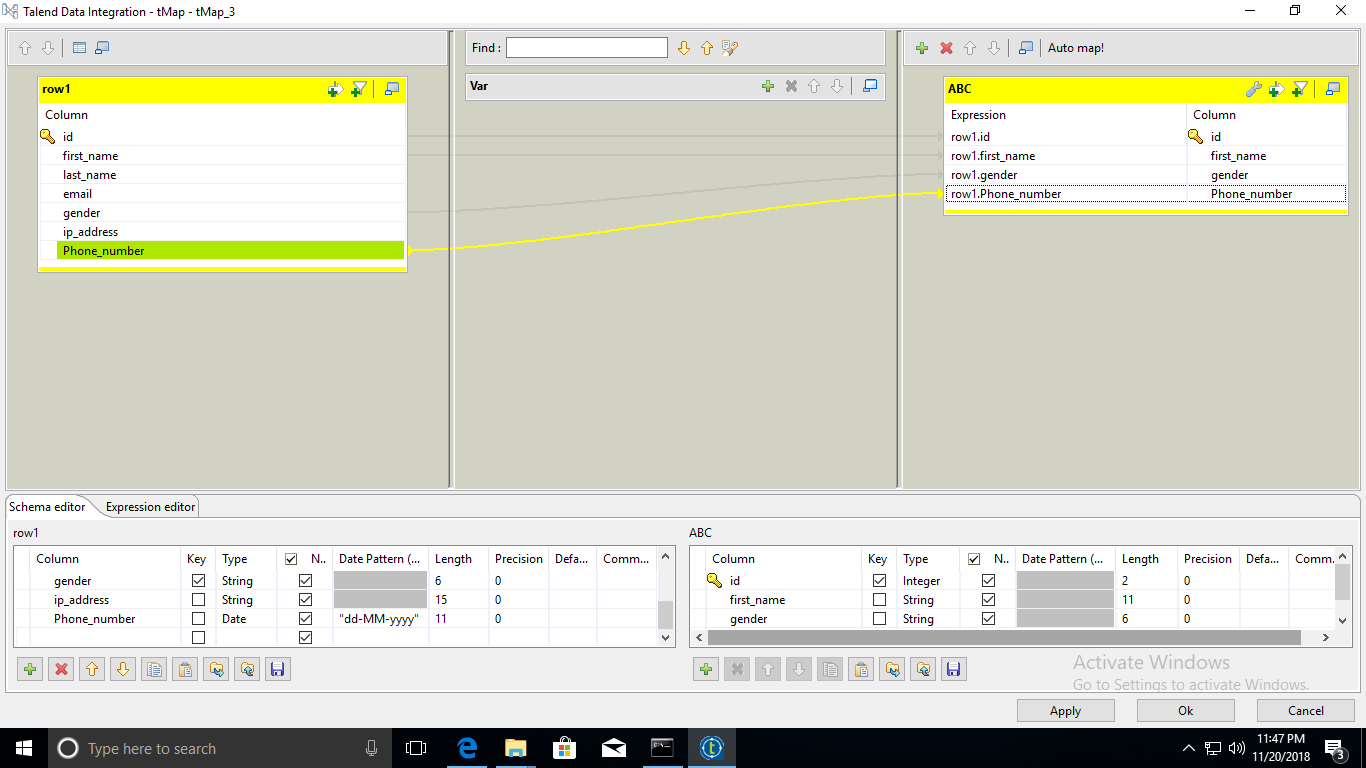 Talend Data Integration - tMap - tMap_3
Find :
Auto map!
row1
Var
ABC
Column
Expression Column
id
row1.id id
first_name
row1.first_name first_name
last_name
row1.gender gender
email
row1.Phone_number Phone_number
gender
ip_address
Phone_number
Schema editor Expression editor
row1
ABC
Column Key Type N.. Date Pattern (... Length Precision Defa... Comm...
gender String 6 0
ip_address String 15 0
Phone_number Date "dd-MM-yyyy" 11 0
Column Key Type N.. Date Pattern (... Length Precision Defa... Comm.
id Integer 2 0
first_name String 11 0
gender String 6 0
Activate Windows
Go to Settings to activate Windows.
Apply Ok Cancel
Type here to search
11:47 PM
11/20/2018
3